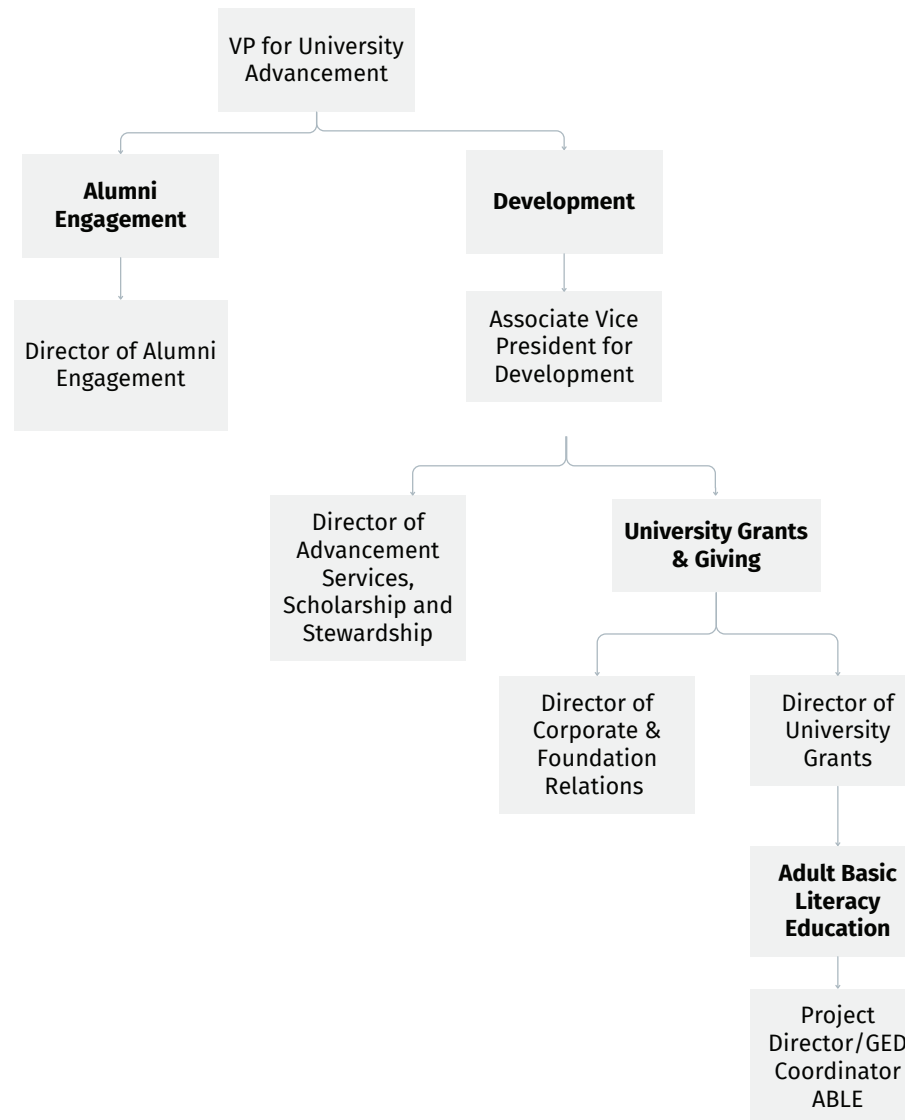 VP for University
Advancement
Alumni
Engagement
Development
Director of Alumni
Engagement
Associate Vice
President for
Development
Director of
Advancement
Services,
Scholarship and
Stewardship
University Grants
& Giving
Director of
Corporate &
Foundation
Relations
Director of
University
Grants
Adult Basic
Literacy
Education
Project
Director/GED
Coordinator
ABLE